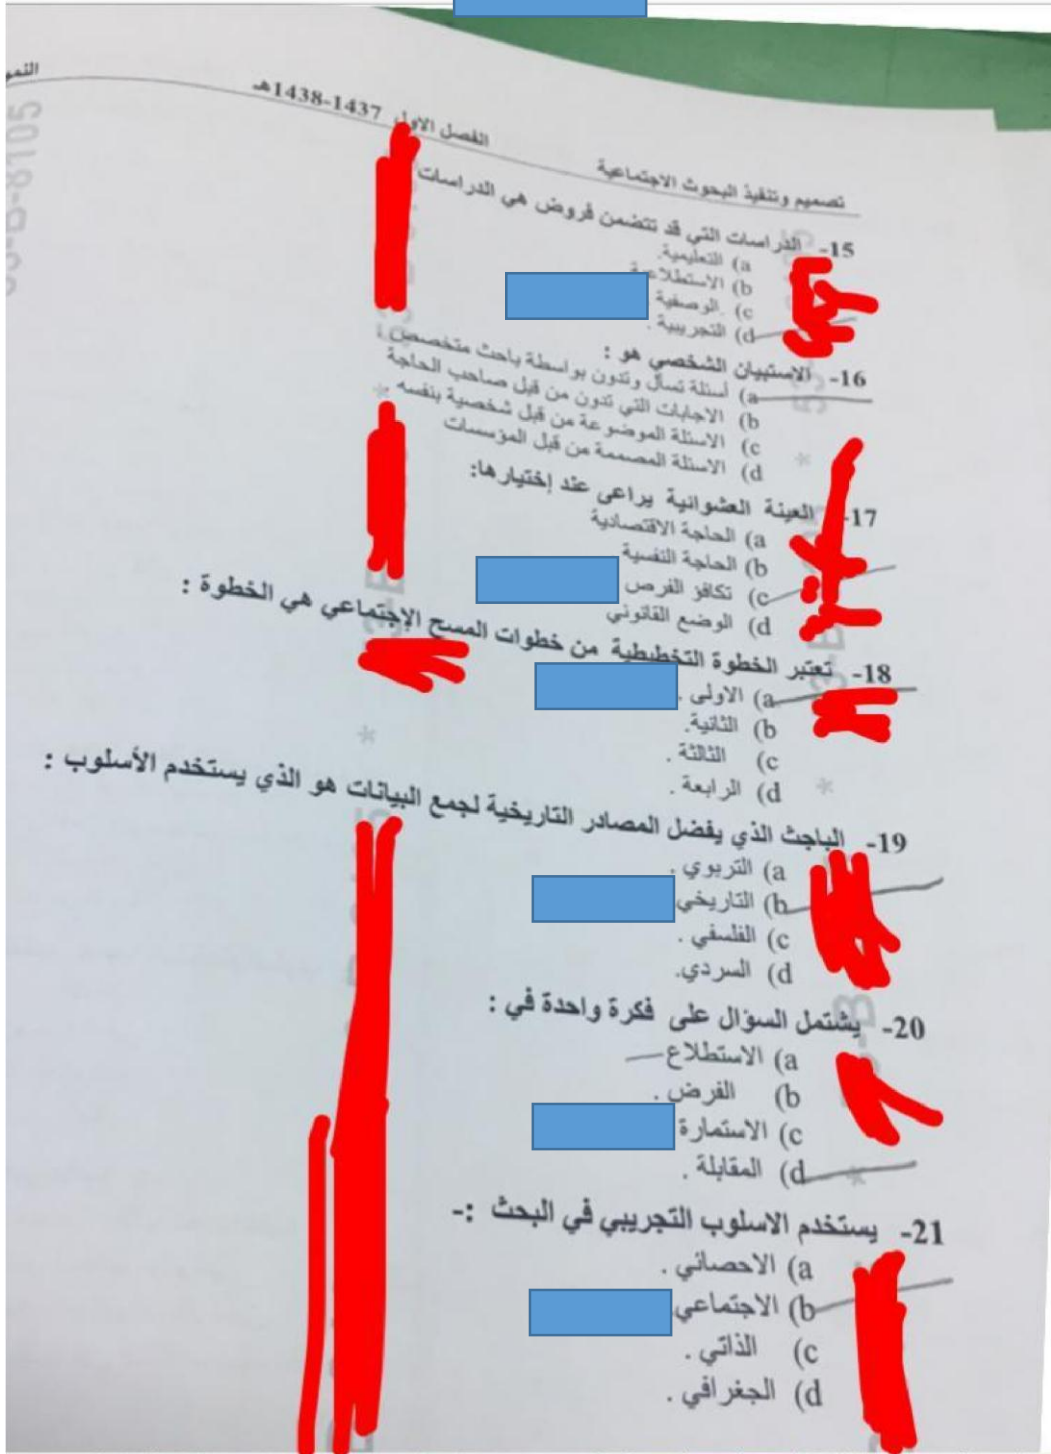 الفصل الاول 1437-1438هـ
تصميم وتنفيذ البحوث الاجتماعية
15- الدراسات التي قد تتضمن فروض هي الدراسات
a) التعليمية.
b) الاستطلاعية
c) .الوصفية
d) التجريبية .
16- الاستبيان الشخصي هو :
a) أسئلة تسأل وتدون بواسطة باحث متخصص .
b) الاجابات التي تدون من قبل صاحب الحاجة
c) الاسئلة الموضوعة من قبل شخصية بنفسه
d) الاسئلة المصممة من قبل المؤسسات
17- العينة العشوائية يراعى عند إختيارها:
a) الحاجة الاقتصادية
b) الحاجة النفسية
c) تكافز الفرص
d) الوضع القانوني
18- تعتبر الخطوة التخطيطية من خطوات المسح الإجتماعي هي الخطوة :
a) الاولى .
b) الثانية.
c) الثالثة .
d) الرابعة .
19- الباجث الذي يفضل المصادر التاريخية لجمع البيانات هو الذي يستخدم الأسلوب :
a) التربوي .
b) التاريخي
c) الفلسفي .
d) السردي.
20- يشتمل السؤال على فكرة واحدة في :
a) الاستطلاع
b) الفرض .
c) الاستمارة
d) المقابلة .
21- يستخدم الاسلوب التجريبي في البحث :-
a) الاحصائي .
b) الاجتماعي
c) الذاتي .
d) الجغرافي .